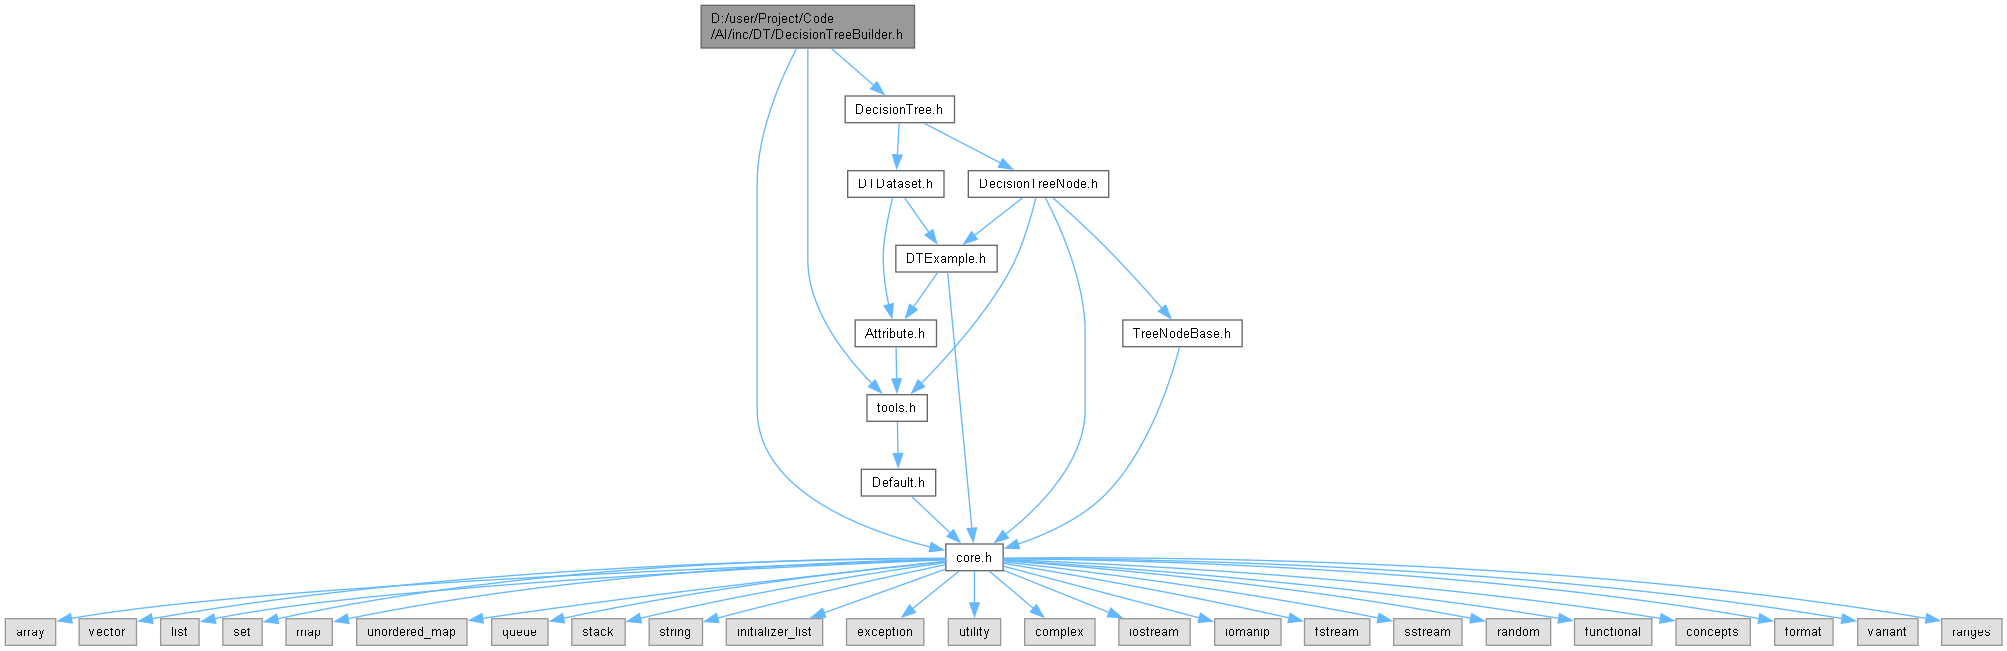 D:/user/Project/Code
/AI/inc/DT/DecisionTreeBuilder.h
DecisionTree.h
DTDataset.h
DecisionTreeNode.h
DTExample.h
Attribute.h
TreeNodeBase.h
tools.h
Default.h
core.h
array
vector
list
set
map
unordered_map
queue
stack
string
initializer_list
exception
utility
complex
iostream
iomanip
fstream
sstream
random
functional
concepts
format
variant
ranges